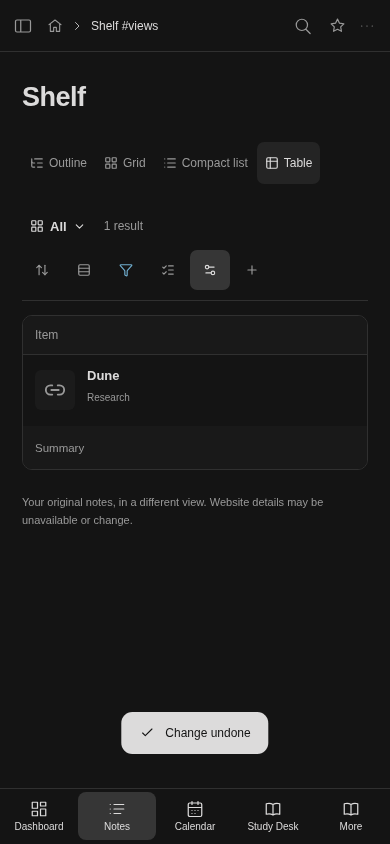 Shelf #views
Shelf
Outline
Grid
Compact list
Table
All
1 result
Item
Dune
Research
Summary
Your original notes, in a different view. Website details may be
unavailable or change.
Change undone
Dashboard
Notes
Calendar
Study Desk
More